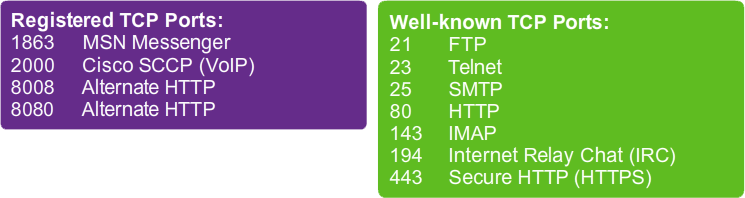 Registered TCP Ports:
1863 MSN Messenger
2000 Cisco SCCP (VoIP)
8008 Alternate HTTP
8080 Alternate HTTP
Well-known TCP Ports:
21 FTP
23 Telnet
25 SMTP
80 HTTP
143 IMAP
194 Internet Relay Chat (IRC)
443 Secure HTTP (HTTPS)